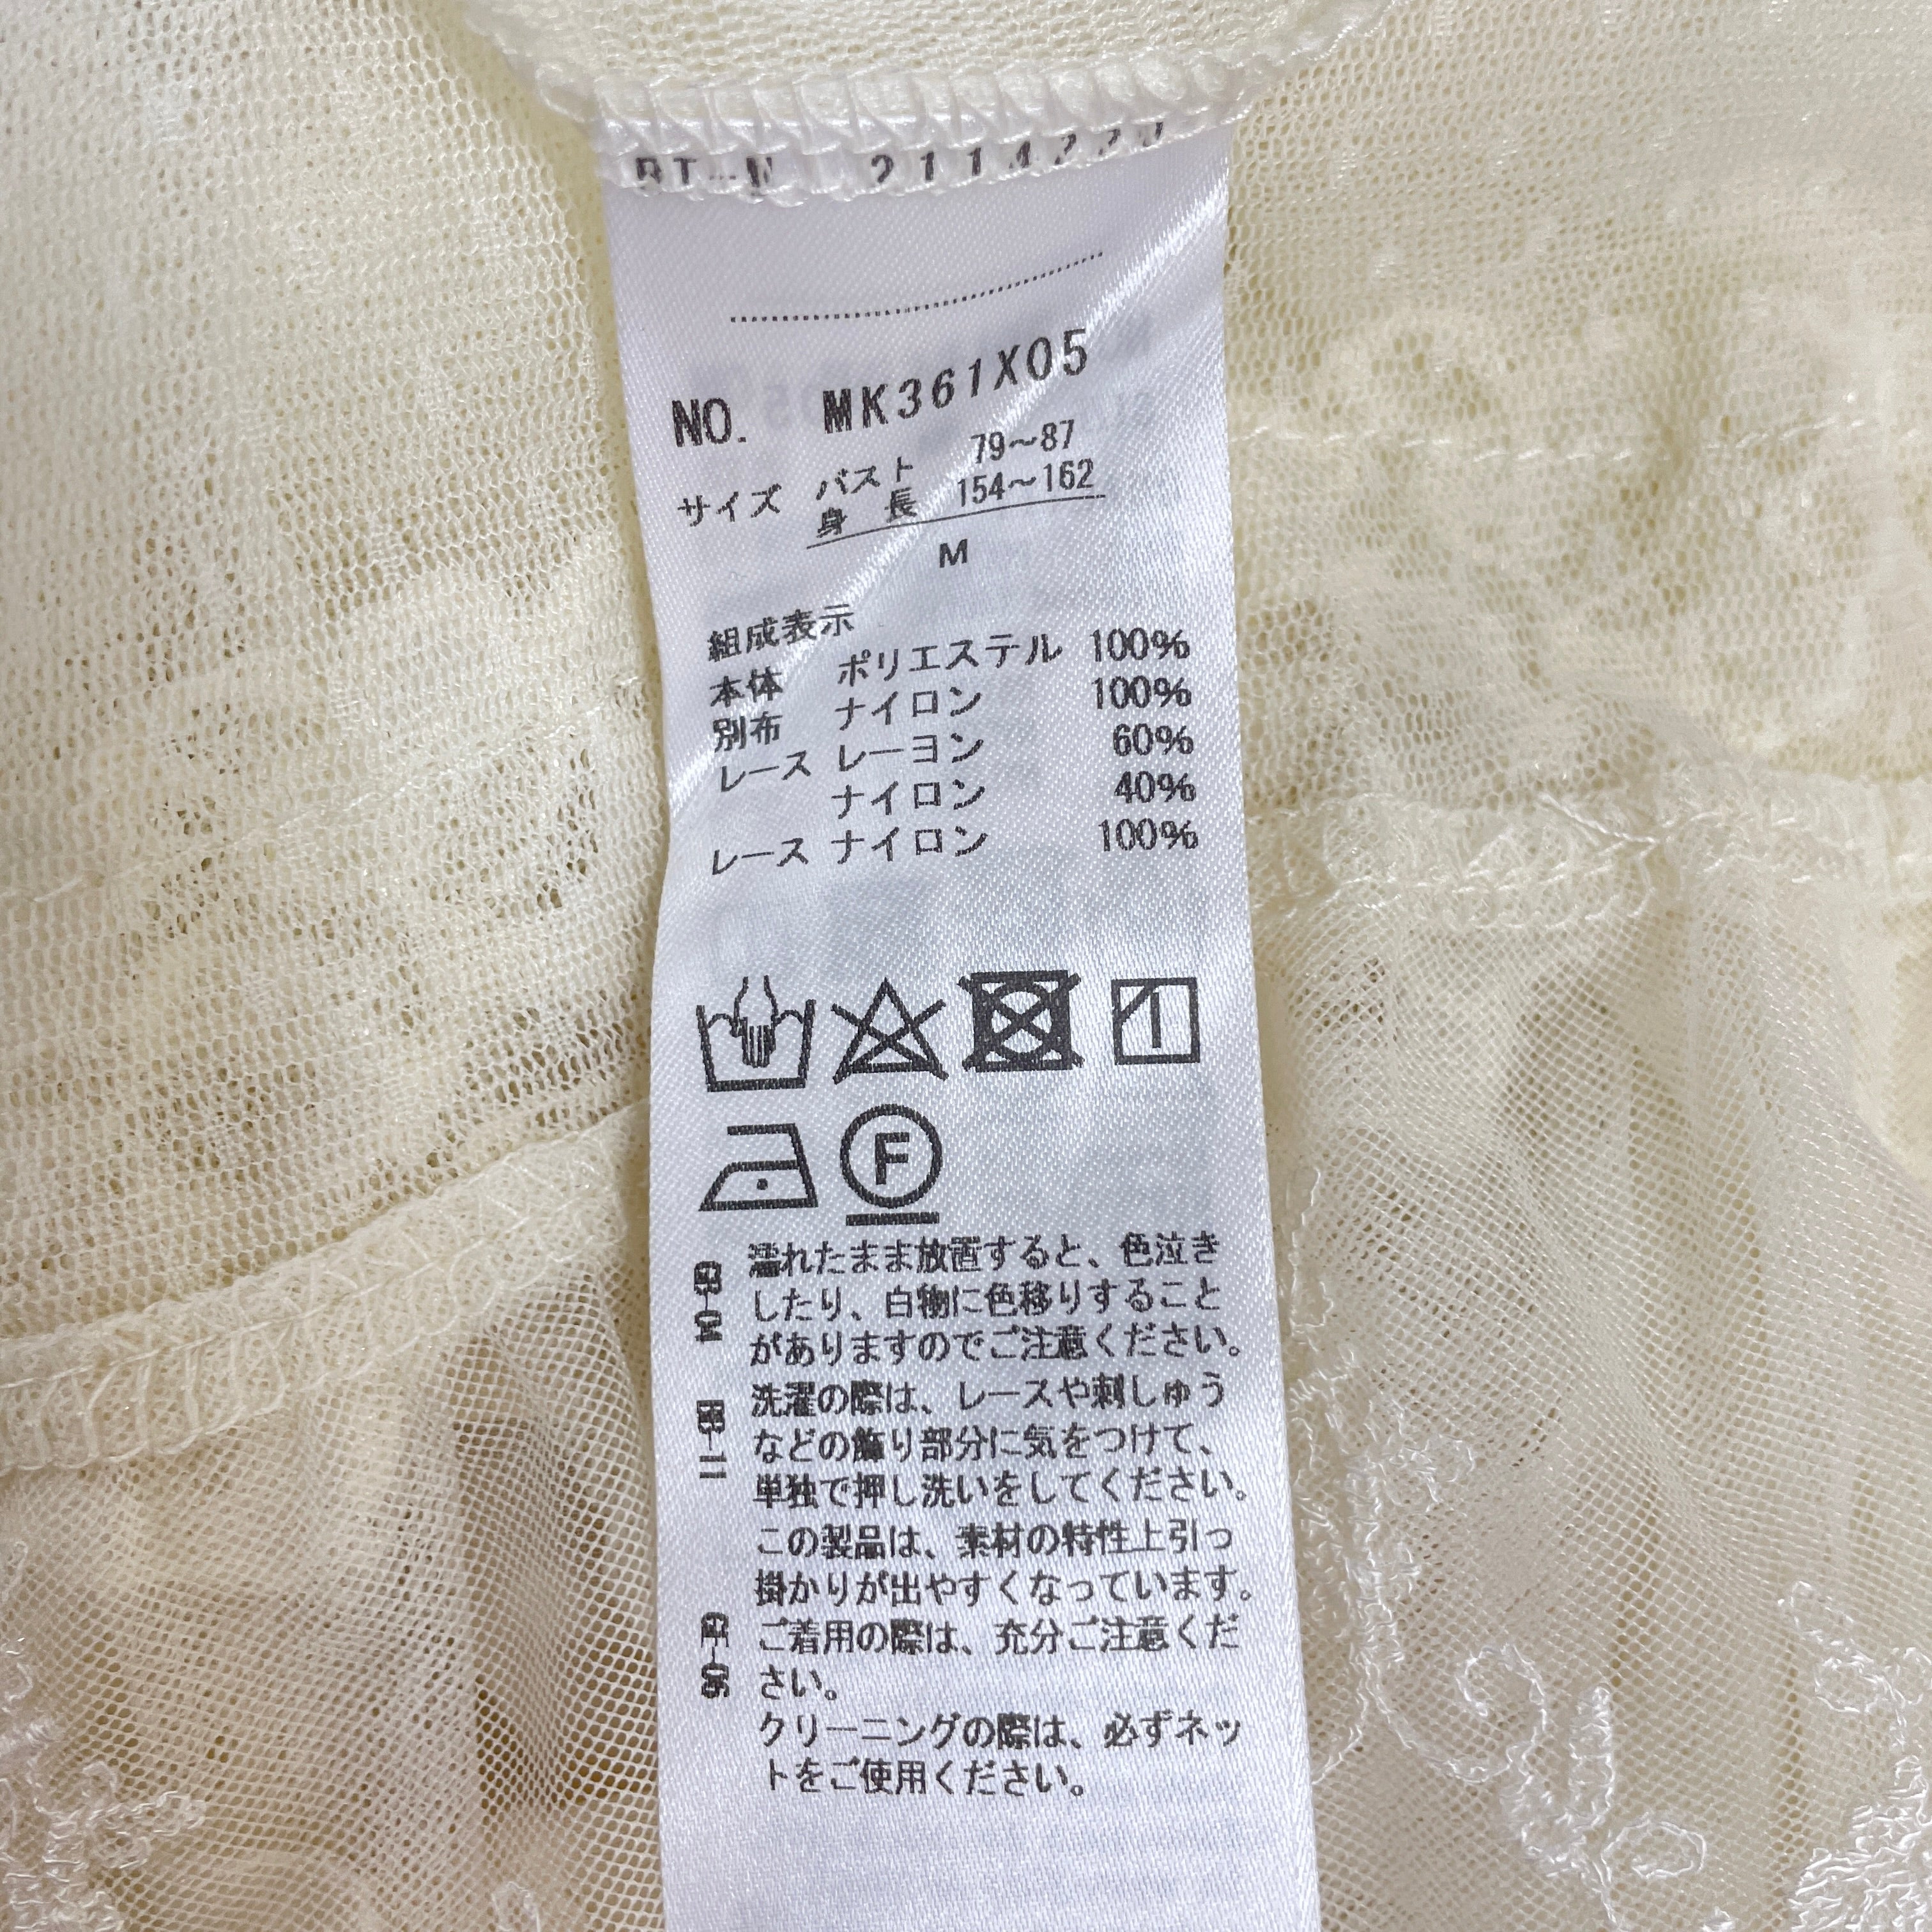 NO. MK361X05
サイズ バスト 79～87
身 長 154～162
M
組成表示
本体 ポリエステル 100%
別布 ナイロン 100%
レース レーヨン 60%
ナイロン 40%
レース ナイロン 100%
F
GB-04 濡れたまま放置すると、色泣き
したり、白物に色移りすること
がありますのでご注意ください。
洗濯の際は、レースや刺しゅう
などの飾り部分に気をつけて、
単独で押し洗いをしてください。
この製品は、素材の特性上引っ
掛かりが出やすくなっています。
ご着用の際は、充分ご注意くだ
さい。
クリーニングの際は、必ずネッ
トをご使用ください。